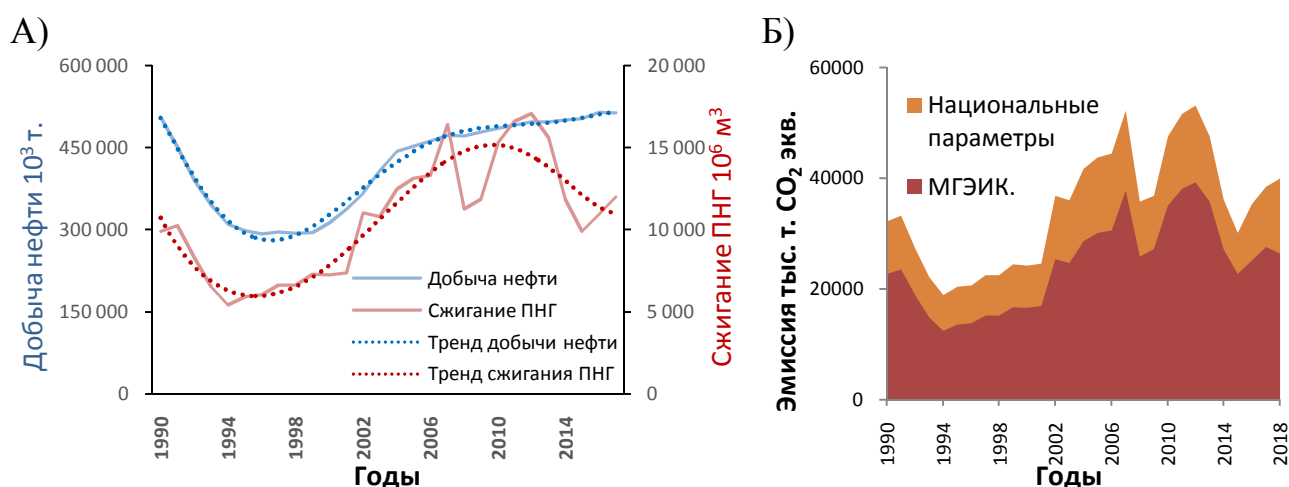 А)
Добыча нефти 10³ т.
600 000
450 000
300 000
150 000
0
20 000
15 000
10 000
5 000
0
Сжигание ПНГ 10⁶ м³
Добыча нефти
Сжигание ПНГ
Тренд добычи нефти
Тренд сжигания ПНГ
1990
1994
1998
2002
2006
2010
2014
Годы
Б)
Эмиссия тыс. т. CO₂ экв.
60000
40000
20000
0
Национальные
параметры
МГЭИК.
1990
1994
1998
2002
2006
2010
2014
2018
Годы